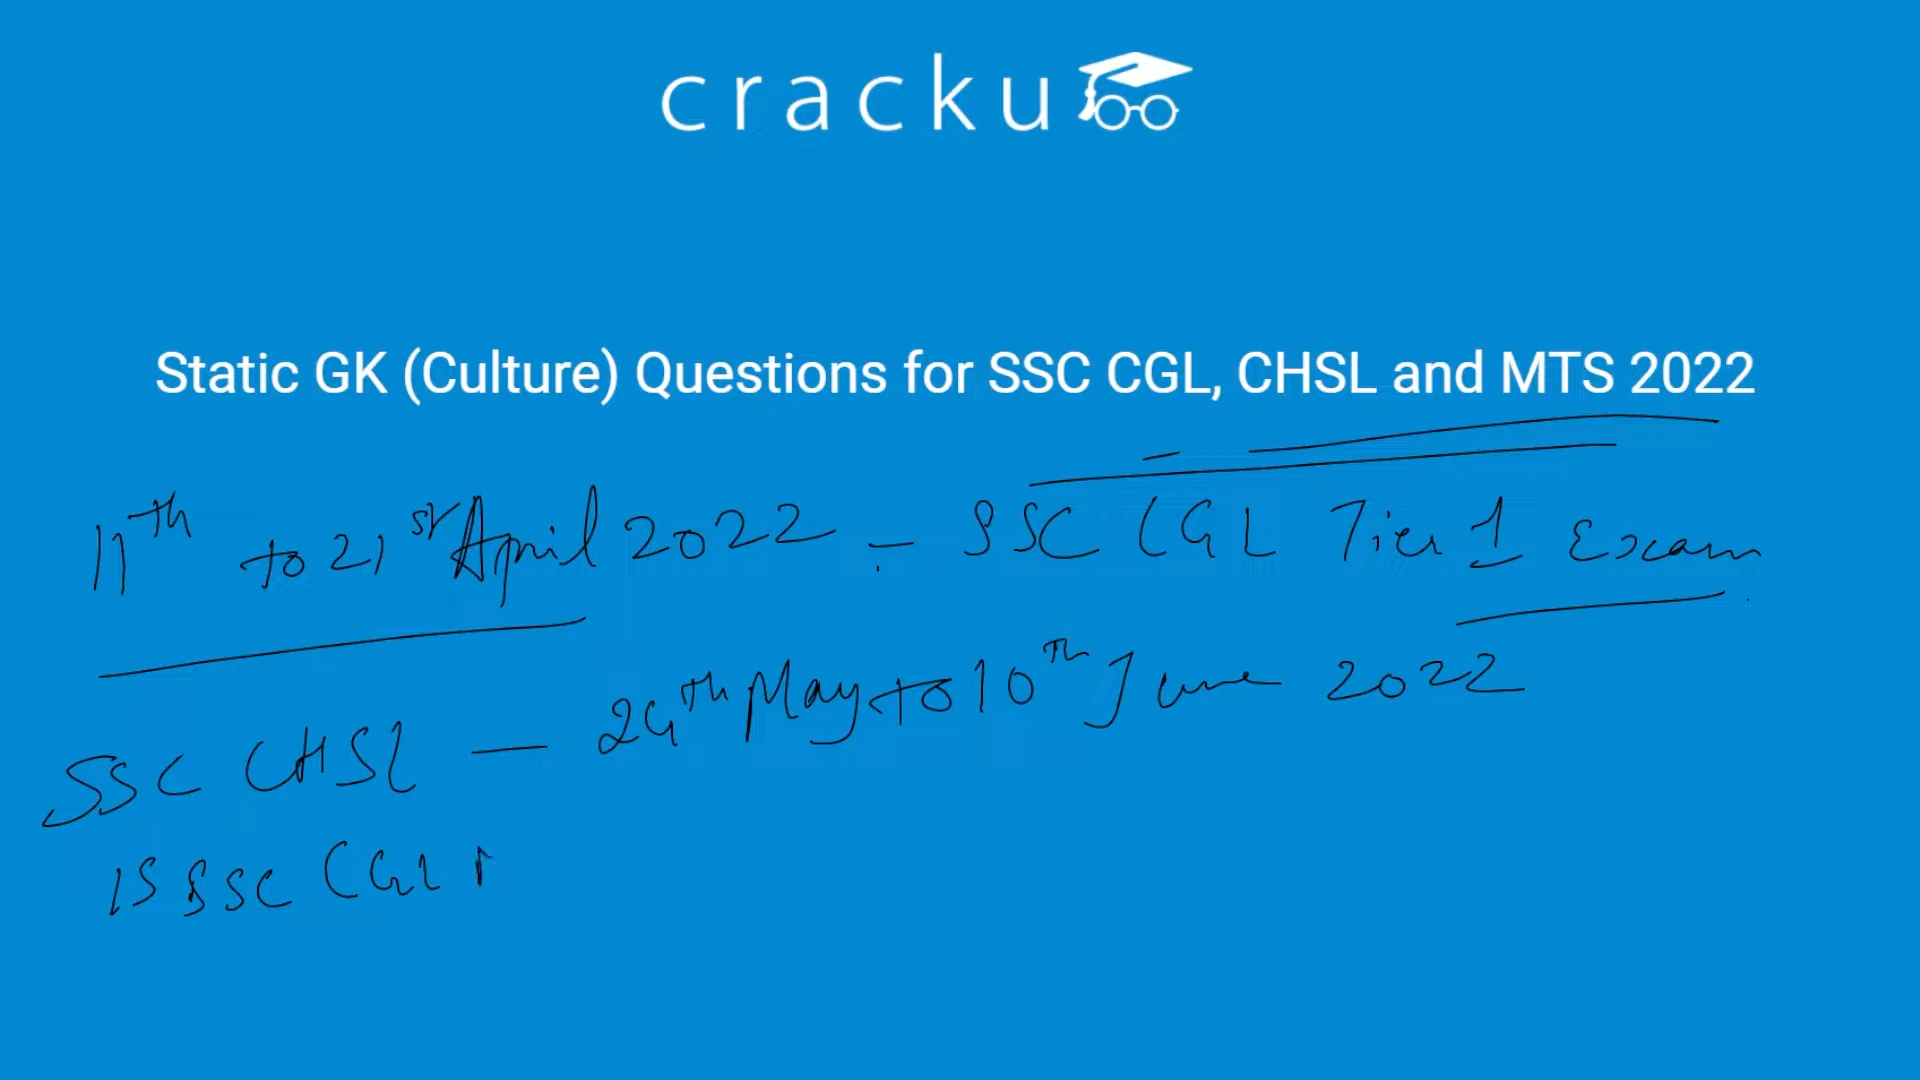 cracku
Static GK (Culture) Questions for SSC CGL, CHSL and MTS 2022
11th to 21st April 2022 - SSC CGL Tier 1 Exam
SSC CHSL - 24th May to 10th June 2022
15 SSC CGL